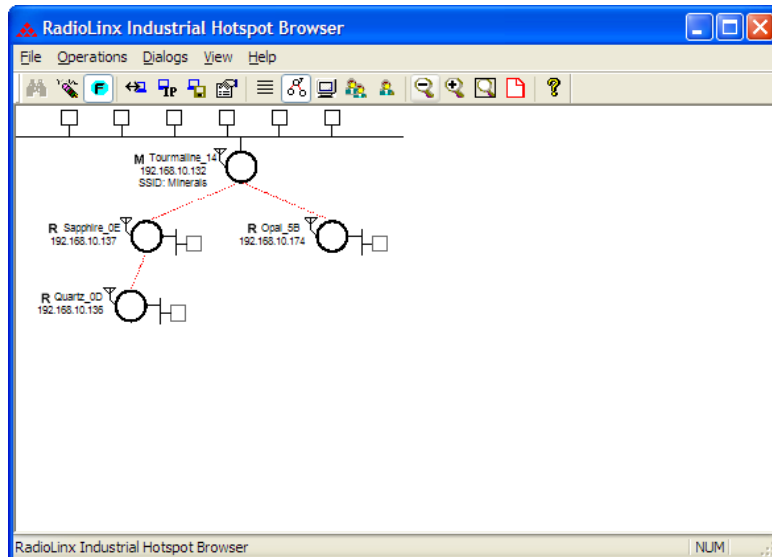 RadioLinx Industrial Hotspot Browser
File Operations Dialogs View Help
F IP ?
M Tourmaline_14
192.168.10.132
SSID: Minerals
R Sapphire_0E
192.168.10.137
R Opal_5B
192.168.10.174
R Quartz_0D
192.168.10.136
RadioLinx Industrial Hotspot Browser NUM